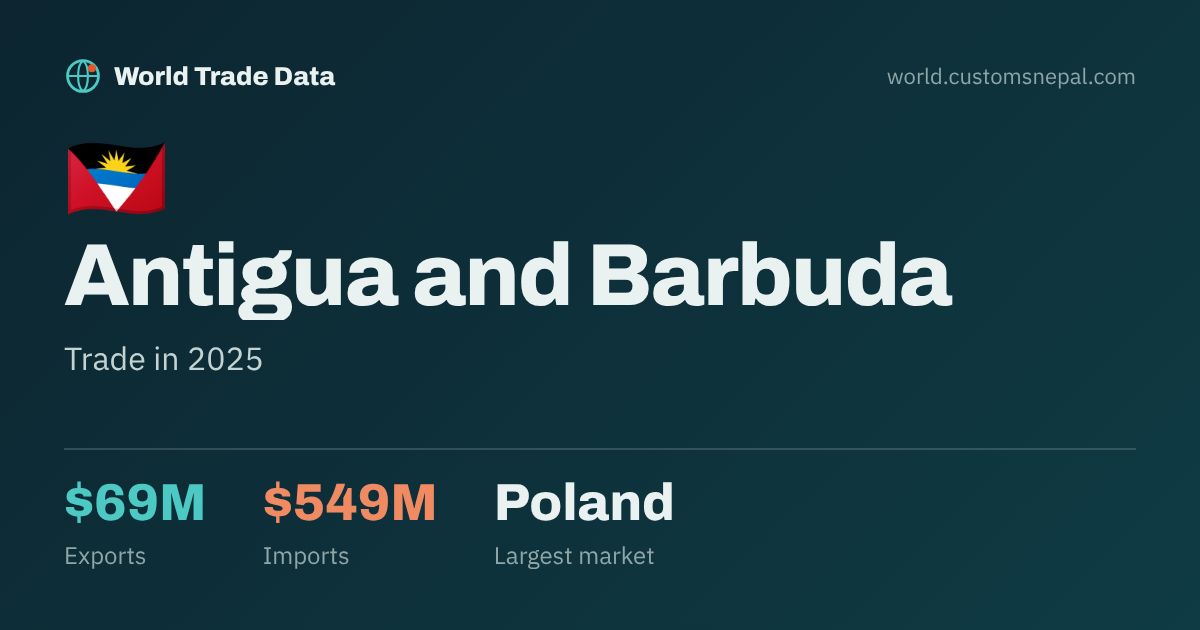 World Trade Data
world.customsnepal.com
Antigua and Barbuda
Trade in 2025
$69M
Exports
$549M
Imports
Poland
Largest market